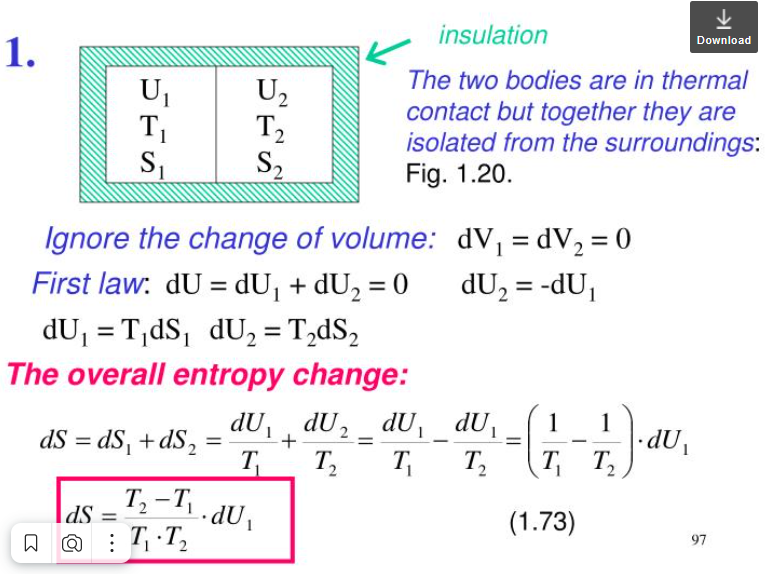 Download
1.
insulation
U₁ U₂
T₁ T₂
S₁ S₂
The two bodies are in thermal
contact but together they are
isolated from the surroundings:
Fig. 1.20.
Ignore the change of volume: dV₁ = dV₂ = 0
First law: dU = dU₁ + dU₂ = 0 dU₂ = -dU₁
dU₁ = T₁dS₁ dU₂ = T₂dS₂
The overall entropy change:
dS = dS₁ + dS₂ = dU₁/T₁ + dU₂/T₂ = dU₁/T₁ − dU₁/T₂ = (1/T₁ − 1/T₂) · dU₁
dS = (T₂ − T₁)/(T₁ · T₂) · dU₁ (1.73)
97